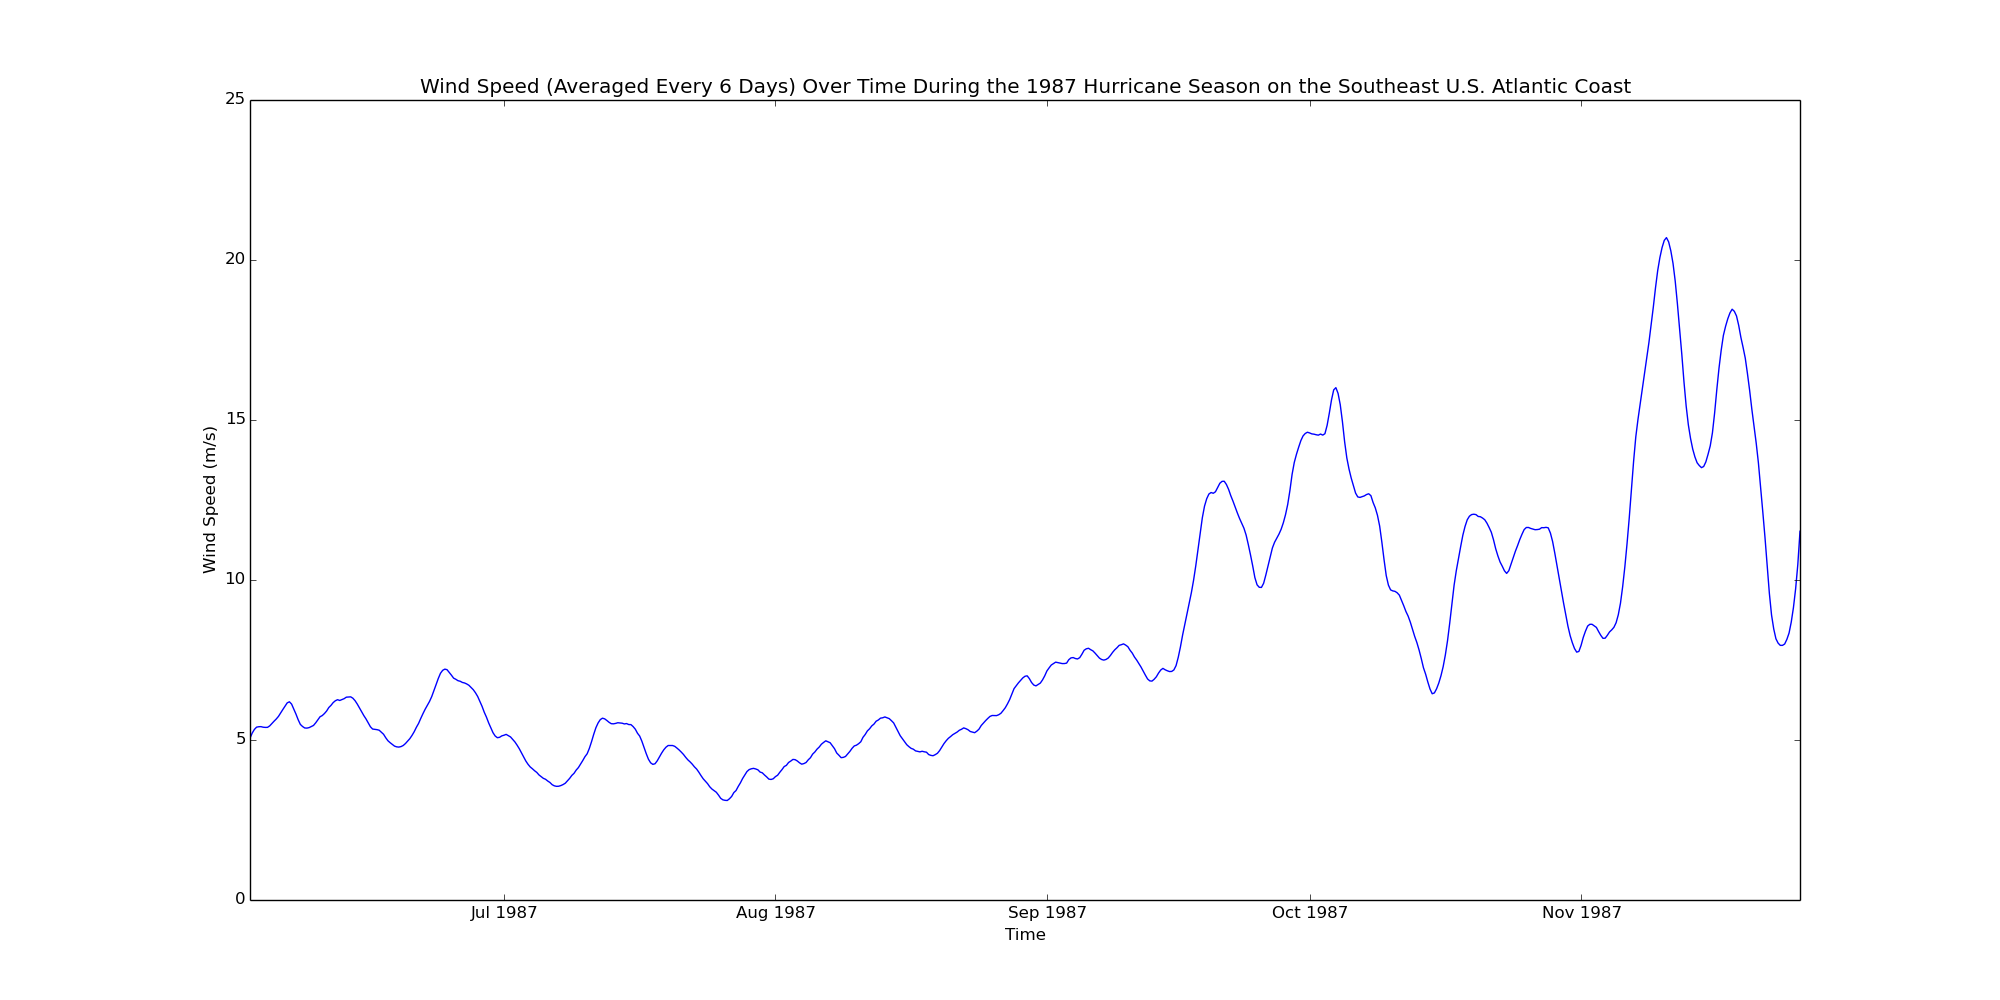 Wind Speed (Averaged Every 6 Days) Over Time During the 1987 Hurricane Season on the Southeast U.S. Atlantic Coast
25
20
15
10
5
0
Wind Speed (m/s)
Jul 1987 Aug 1987 Sep 1987 Oct 1987 Nov 1987
Time